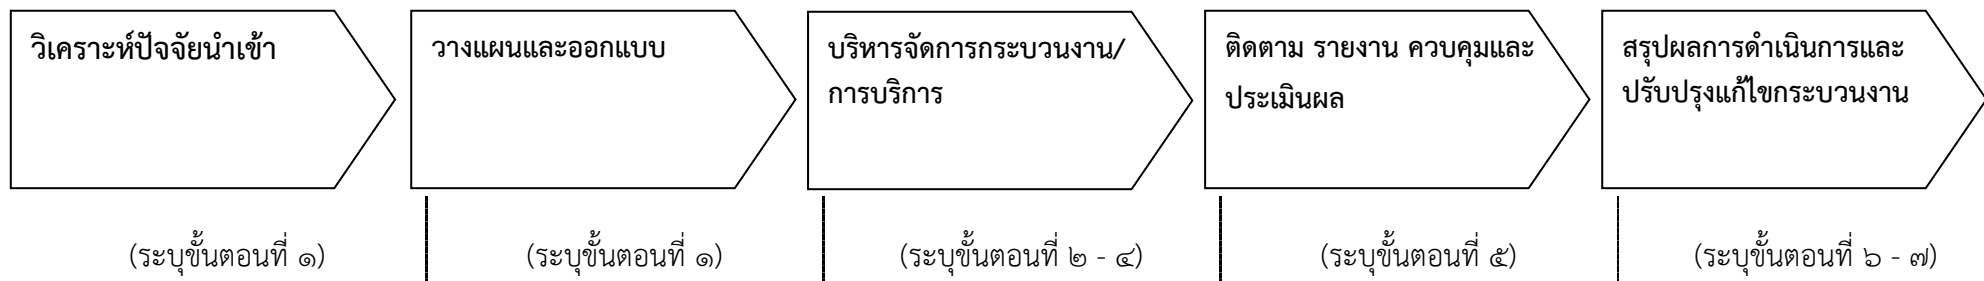 วิเคราะห์ปัจจัยนำเข้า
วางแผนและออกแบบ
บริหารจัดการกระบวนงาน/
การบริการ
ติดตาม รายงาน ควบคุมและ
ประเมินผล
สรุปผลการดำเนินการและ
ปรับปรุงแก้ไขกระบวนงาน
(ระบุขั้นตอนที่ ๑)
(ระบุขั้นตอนที่ ๑)
(ระบุขั้นตอนที่ ๒ - ๔)
(ระบุขั้นตอนที่ ๕)
(ระบุขั้นตอนที่ ๖ - ๗)